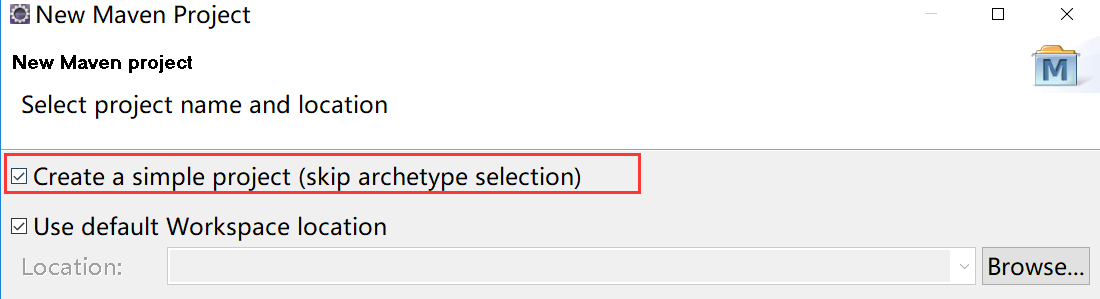 New Maven Project
New Maven project
M
Select project name and location
Create a simple project (skip archetype selection)
Use default Workspace location
Location:
Browse...